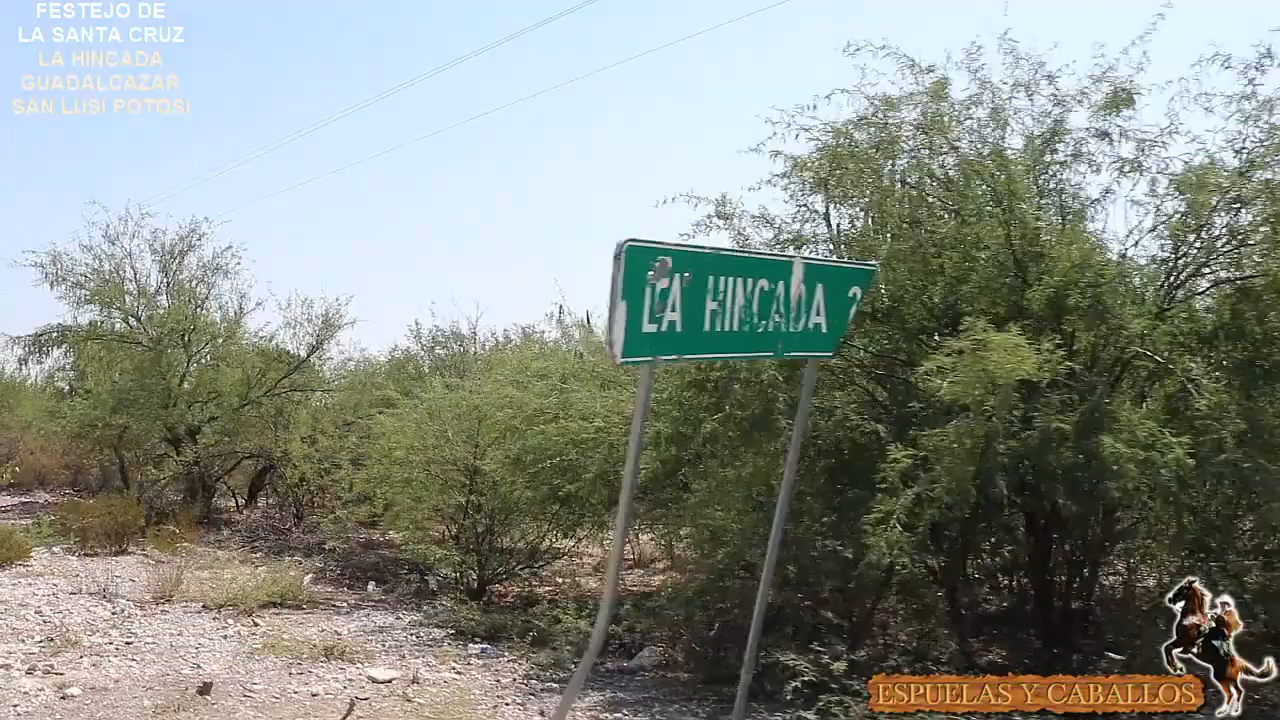 FESTEJO DE
LA SANTA CRUZ
LA HINCADA
GUADALCAZAR
SAN LUSI POTOSI
LA HINCADA 2
ESPUELAS Y CABALLOS